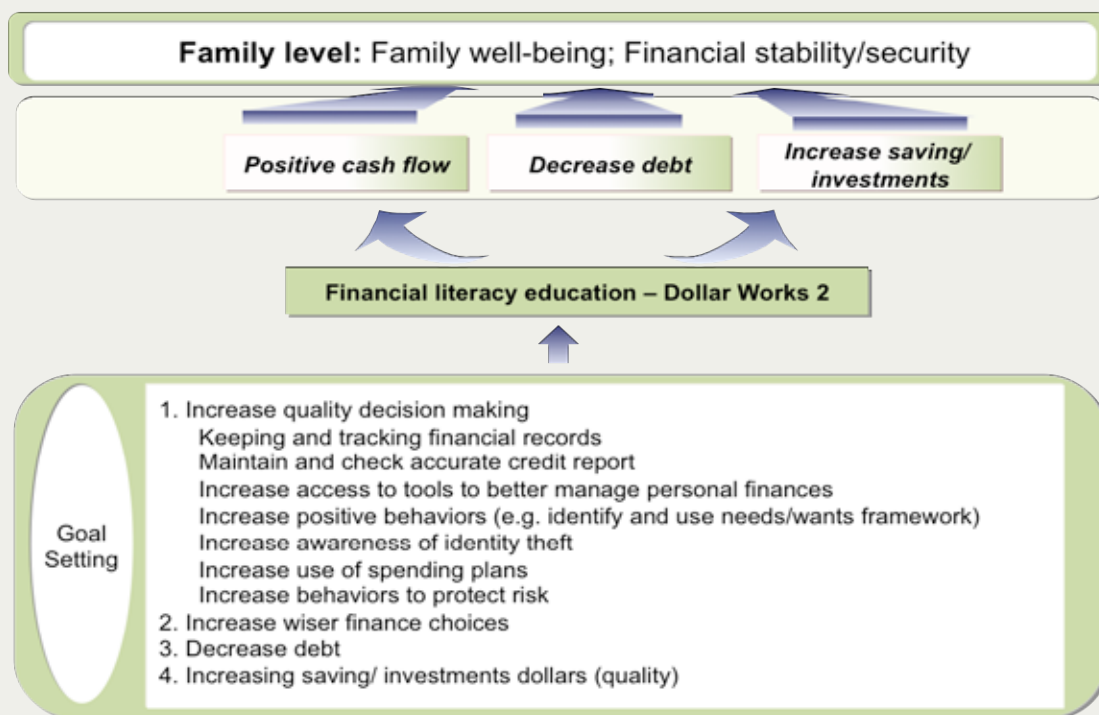 Family level: Family well-being; Financial stability/security
Positive cash flow
Decrease debt
Increase saving/
investments
Financial literacy education – Dollar Works 2
Goal
Setting
1. Increase quality decision making
Keeping and tracking financial records
Maintain and check accurate credit report
Increase access to tools to better manage personal finances
Increase positive behaviors (e.g. identify and use needs/wants framework)
Increase awareness of identity theft
Increase use of spending plans
Increase behaviors to protect risk
2. Increase wiser finance choices
3. Decrease debt
4. Increasing saving/ investments dollars (quality)